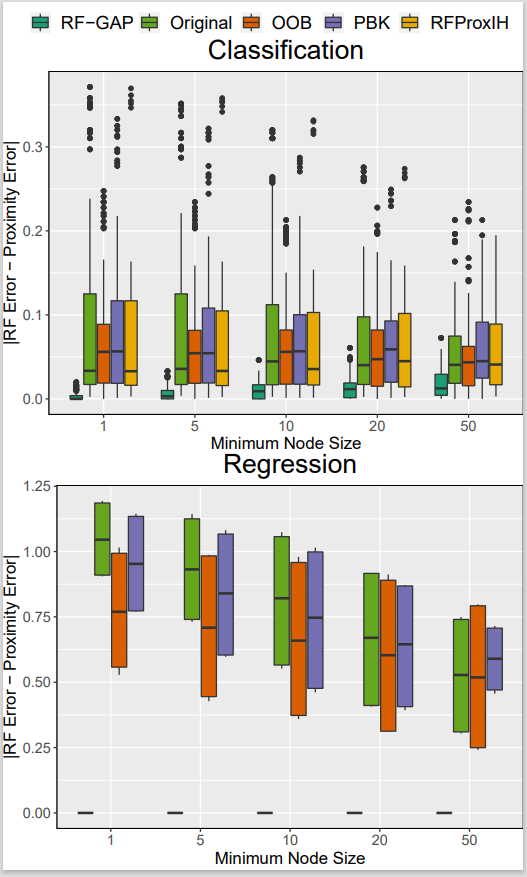 RF−GAP Original OOB PBK RFProxIH
Classification
|RF Error − Proximity Error|
0.3
0.2
0.1
0.0
1 5 10 20 50
Minimum Node Size
Regression
|RF Error − Proximity Error|
1.25
1.00
0.75
0.50
0.25
0.00
1 5 10 20 50
Minimum Node Size